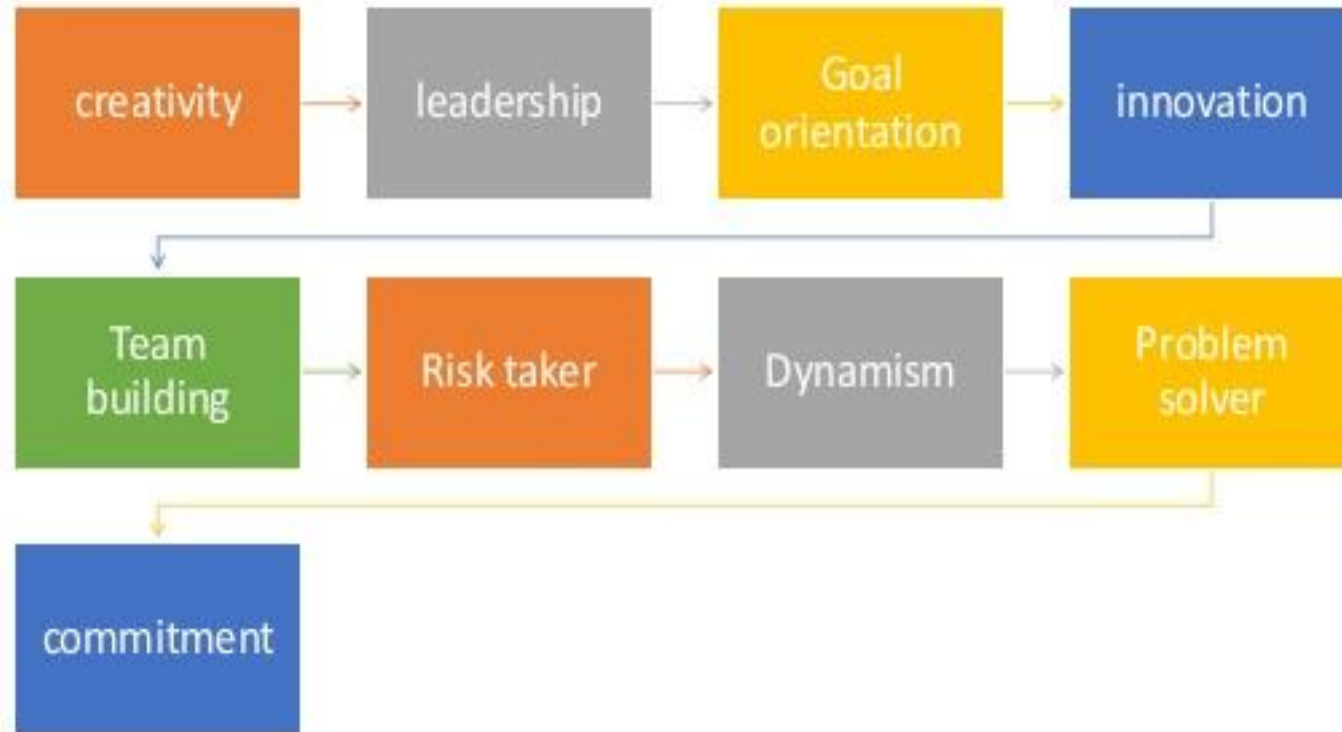 creativity
leadership
Goal
orientation
innovation
Team
building
Risk taker
Dynamism
Problem
solver
commitment